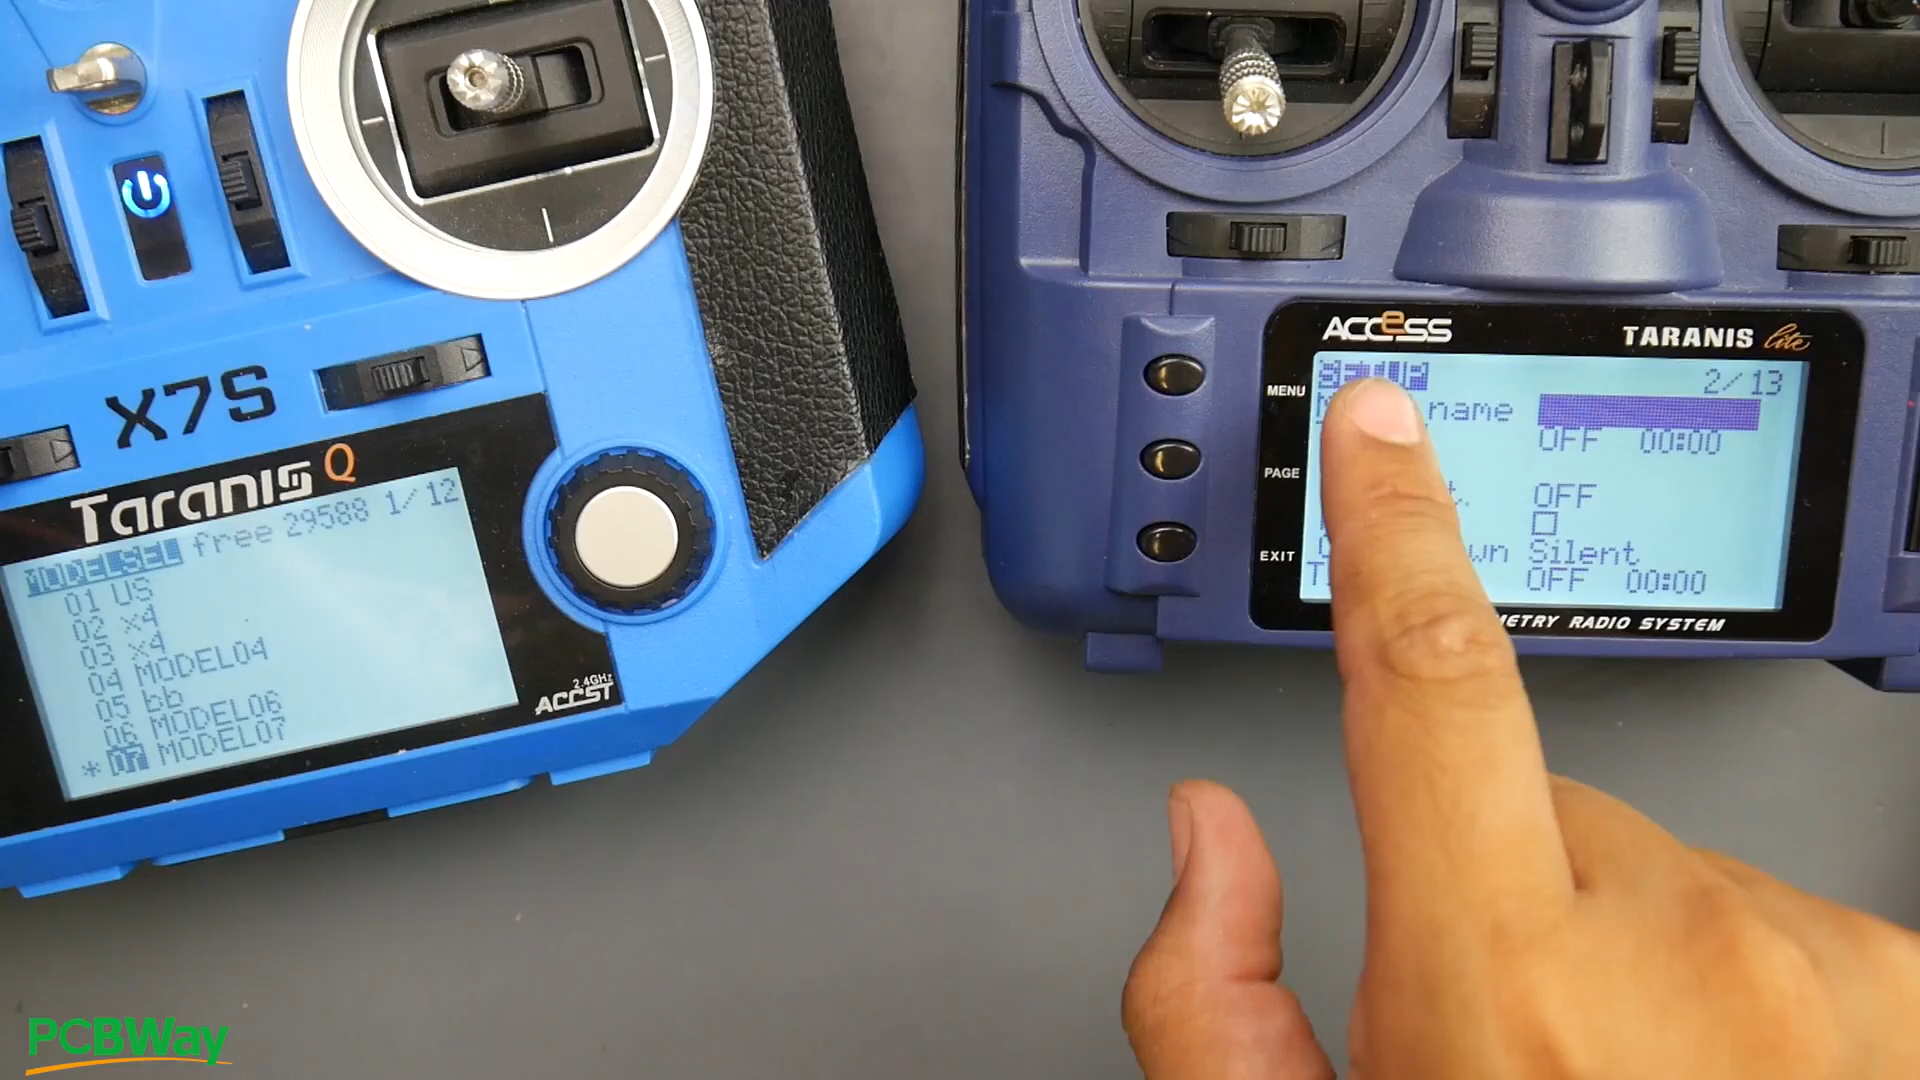 X7S
Taranis Q
MODELSEL free 29588 1/12
01 US
02 x4
03 x4
04 MODEL04
05 bb
06 MODEL06
* 07 MODEL07
2.4GHz
ACCST
ACCESS TARANIS lite
MENU
PAGE
EXIT
SETUP 2/13
name
OFF 00:00
OFF
Silent
OFF 00:00
RADIO SYSTEM
PCBWay